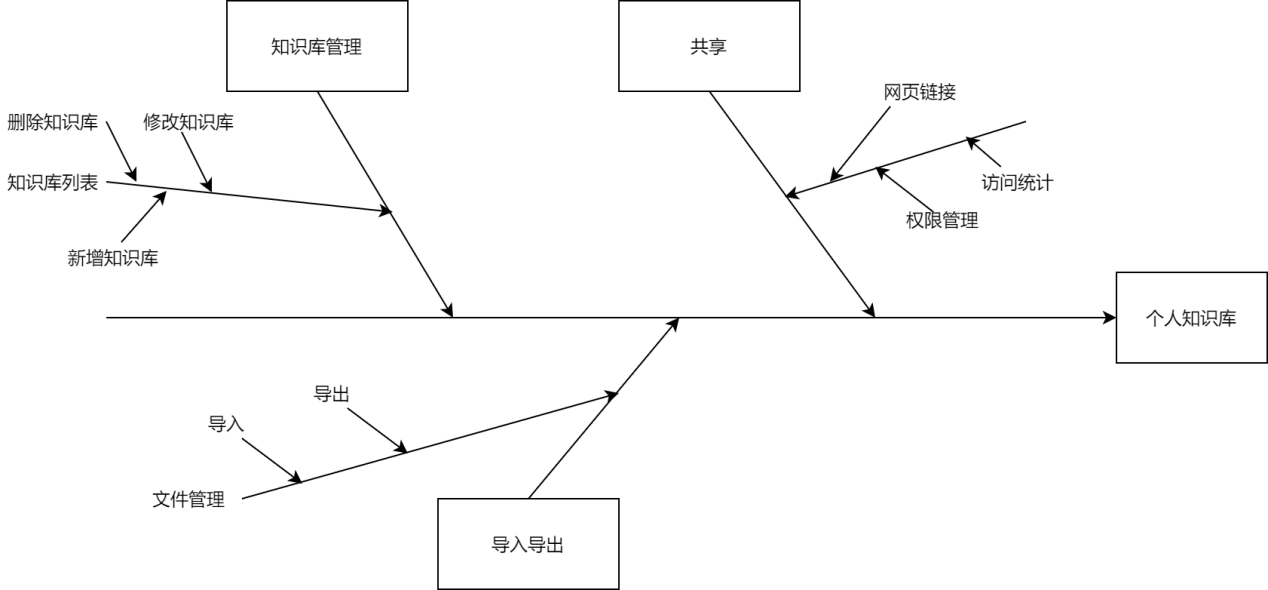 知识库管理
共享
网页链接
删除知识库
修改知识库
知识库列表
访问统计
权限管理
新增知识库
个人知识库
导出
导入
文件管理
导入导出